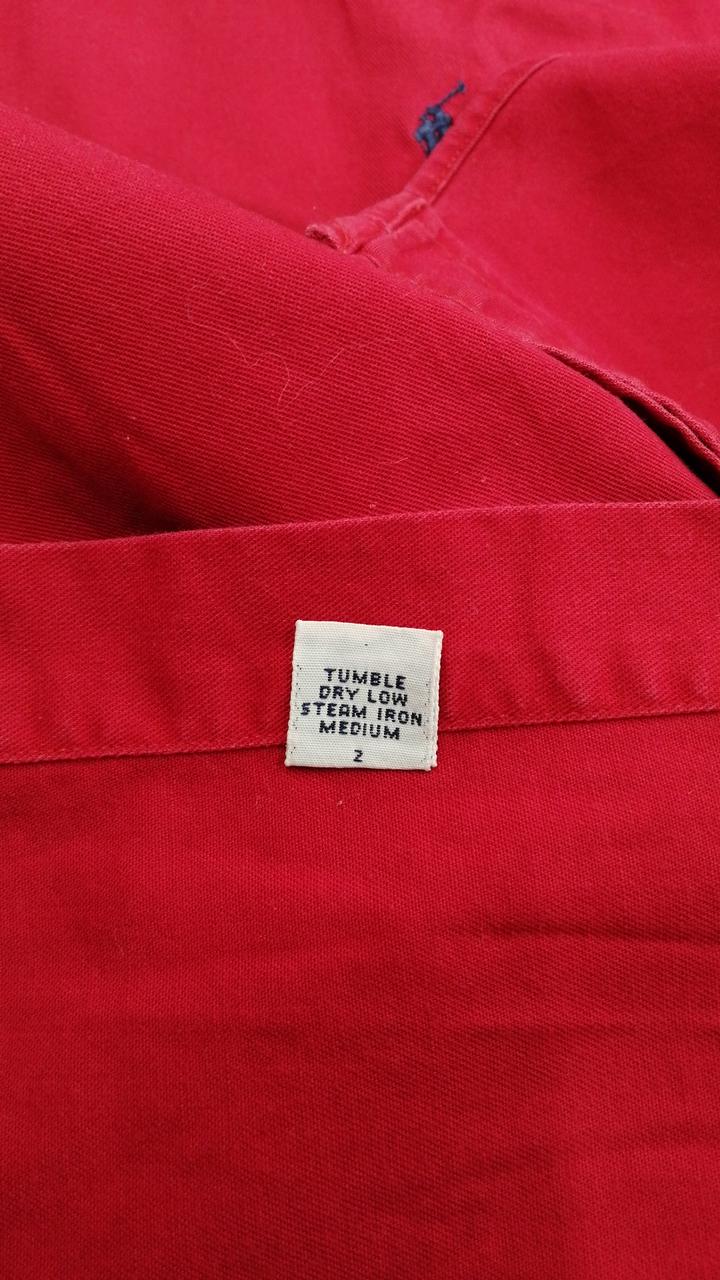 TUMBLE
DRY LOW
STEAM IRON
MEDIUM
2